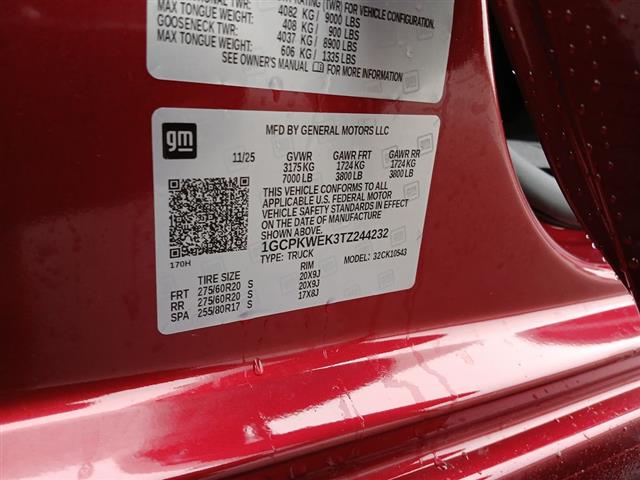 RATING (TWR) FOR VEHICLE CONFIGURATION.
MAX TONGUE WEIGHT: 4082 KG / 9000 LBS
GOOSENECK TWR: 408 KG / 900 LBS
MAX TONGUE WEIGHT: 4037 KG / 8900 LBS
606 KG / 1335 LBS
SEE OWNER'S MANUAL FOR MORE INFORMATION
gm
MFD BY GENERAL MOTORS LLC
11/25 GVWR GAWR FRT GAWR RR
3175 KG 1724 KG 1724 KG
7000 LB 3800 LB 3800 LB
THIS VEHICLE CONFORMS TO ALL
APPLICABLE U.S. FEDERAL MOTOR
VEHICLE SAFETY STANDARDS IN EFFECT
ON THE DATE OF MANUFACTURE
SHOWN ABOVE.
1GCPKWEK3TZ244232
170H
TYPE: TRUCK MODEL: 32CK10543
TIRE SIZE RIM
FRT 275/60R20 S 20X9J
RR 275/60R20 S 20X9J
SPA 255/80R17 S 17X8J